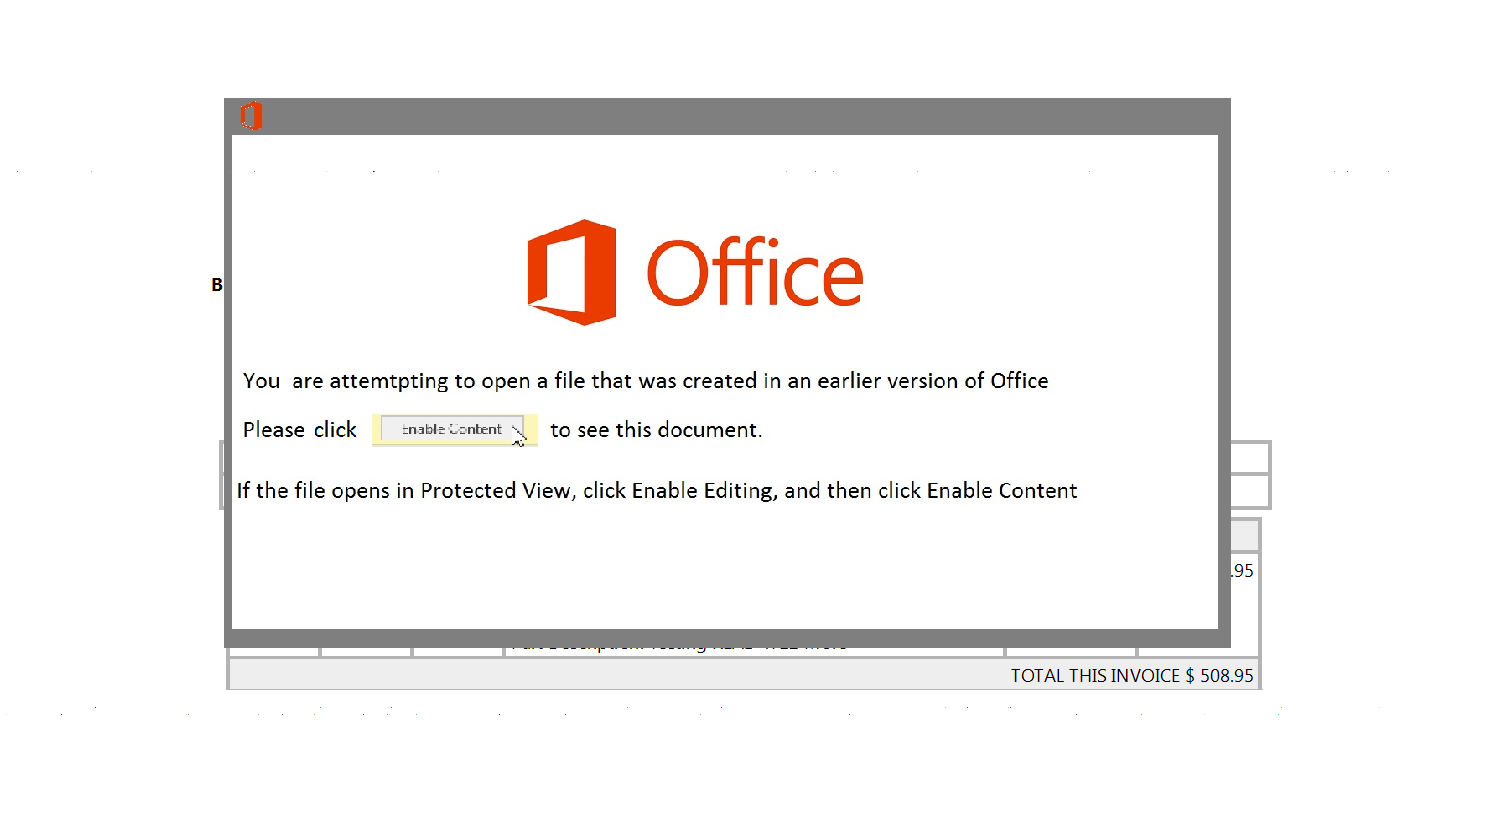 Office
B
You are attemtpting to open a file that was created in an earlier version of Office
Please click Enable Content to see this document.
If the file opens in Protected View, click Enable Editing, and then click Enable Content
.95
TOTAL THIS INVOICE $ 508.95